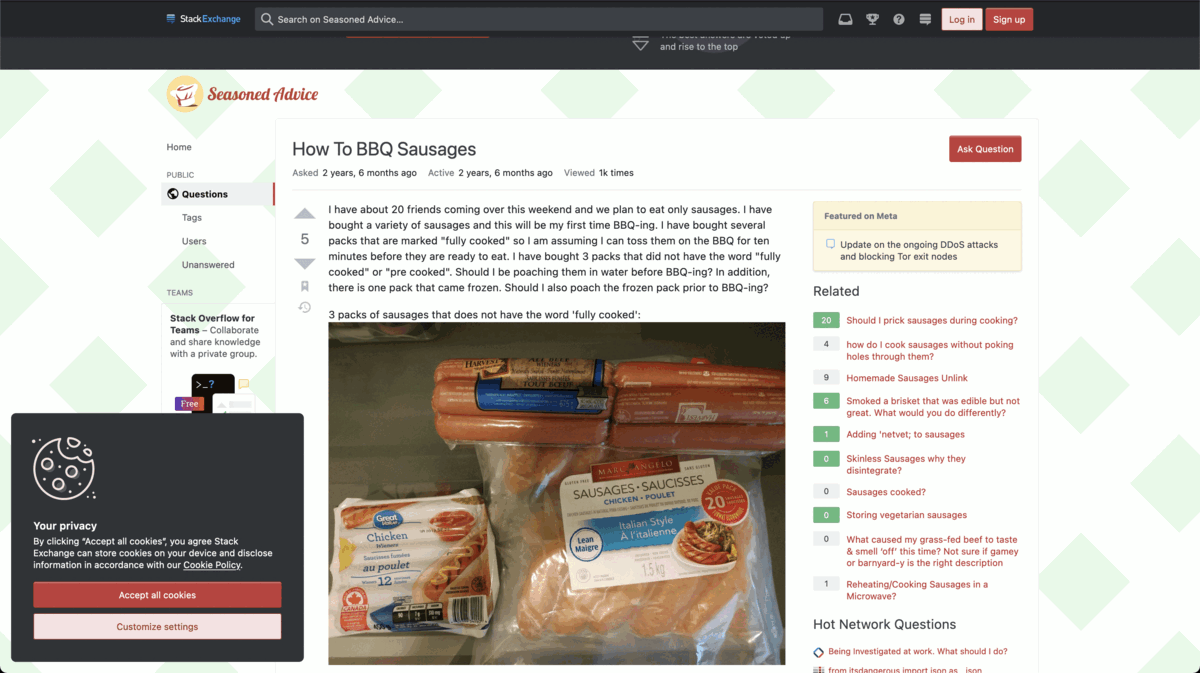 StackExchange
Search on Seasoned Advice…
Log in
Sign up
and rise to the top
Seasoned Advice
Home
PUBLIC
Questions
Tags
Users
Unanswered
TEAMS
Stack Overflow for
Teams – Collaborate
and share knowledge
with a private group.
>_?
Free
How To BBQ Sausages
Ask Question
Asked 2 years, 6 months ago Active 2 years, 6 months ago Viewed 1k times
5
I have about 20 friends coming over this weekend and we plan to eat only sausages. I have
bought a variety of sausages and this will be my first time BBQ-ing. I have bought several
packs that are marked "fully cooked" so I am assuming I can toss them on the BBQ for ten
minutes before they are ready to eat. I have bought 3 packs that did not have the word "fully
cooked" or "pre cooked". Should I be poaching them in water before BBQ-ing? In addition,
there is one pack that came frozen. Should I also poach the frozen pack prior to BBQ-ing?
3 packs of sausages that does not have the word 'fully cooked':
HARVEST
ALL BEEF
TOUT BOEUF
675 g
MARC ANGELO
SAUSAGES • SAUCISSES
CHICKEN • POULET
VALUE PACK
20
Italian Style
À l'italienne
Lean
Maigre
1.5 kg
Great
Chicken
Wieners
Saucisses fumées
au poulet
12
Featured on Meta
Update on the ongoing DDoS attacks
and blocking Tor exit nodes
Related
20 Should I prick sausages during cooking?
4 how do I cook sausages without poking
holes through them?
9 Homemade Sausages Unlink
6 Smoked a brisket that was edible but not
great. What would you do differently?
1 Adding 'netvet; to sausages
0 Skinless Sausages why they
disintegrate?
0 Sausages cooked?
0 Storing vegetarian sausages
0 What caused my grass-fed beef to taste
& smell 'off' this time? Not sure if gamey
or barnyard-y is the right description
1 Reheating/Cooking Sausages in a
Microwave?
Hot Network Questions
Being investigated at work. What should I do?
from itsdangerous import json as _json
Your privacy
By clicking “Accept all cookies”, you agree Stack
Exchange can store cookies on your device and disclose
information in accordance with our Cookie Policy.
Accept all cookies
Customize settings